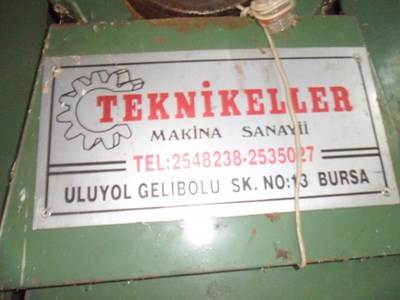 TEKNİKELLER
MAKİNA SANAYİİ
TEL:2548238-2535027
ULUYOL GELİBOLU SK. NO:13 BURSA